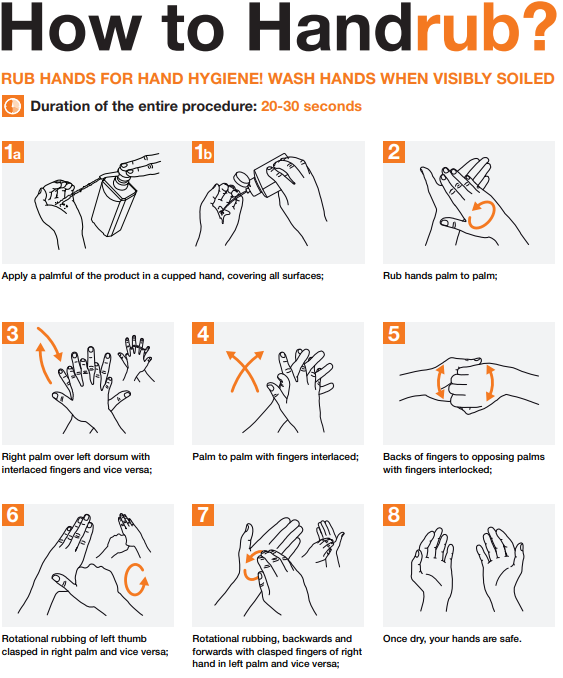 How to Handrub?
RUB HANDS FOR HAND HYGIENE! WASH HANDS WHEN VISIBLY SOILED
Duration of the entire procedure: 20-30 seconds
1a
1b
2
Apply a palmful of the product in a cupped hand, covering all surfaces;
Rub hands palm to palm;
3
4
5
Right palm over left dorsum with
interlaced fingers and vice versa;
Palm to palm with fingers interlaced;
Backs of fingers to opposing palms
with fingers interlocked;
6
7
8
Rotational rubbing of left thumb
clasped in right palm and vice versa;
Rotational rubbing, backwards and
forwards with clasped fingers of right
hand in left palm and vice versa;
Once dry, your hands are safe.